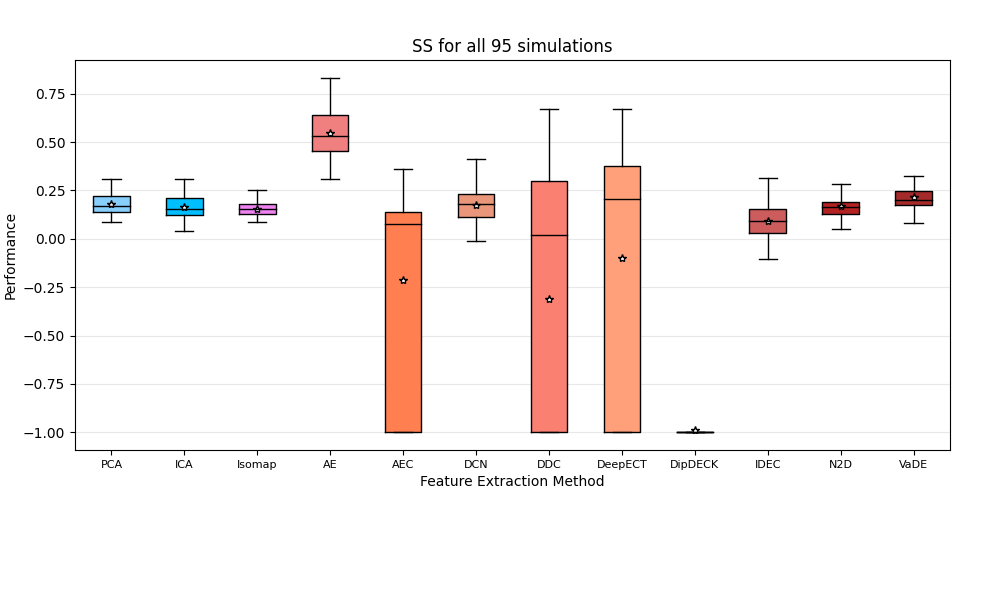 SS for all 95 simulations
Performance
0.75
0.50
0.25
0.00
−0.25
−0.50
−0.75
−1.00
PCA ICA Isomap AE AEC DCN DDC DeepECT DipDECK IDEC N2D VaDE
Feature Extraction Method